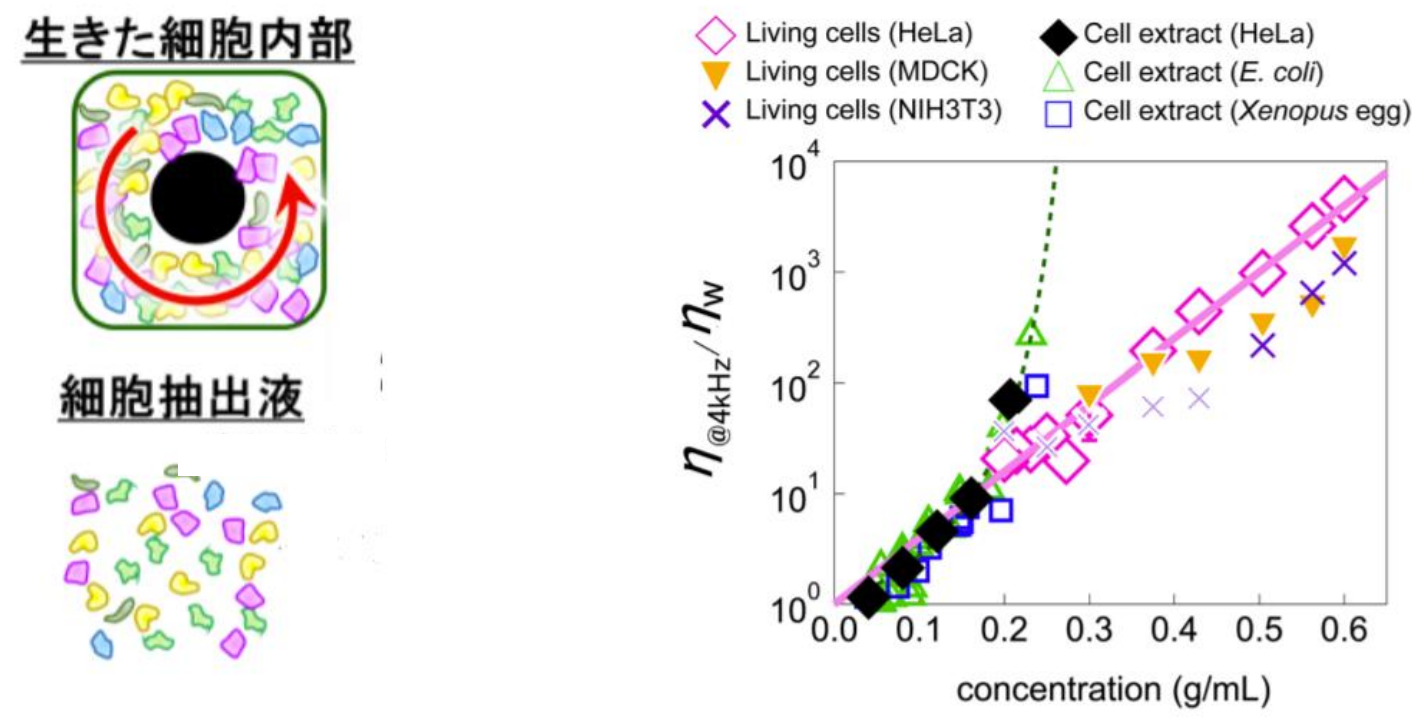 生きた細胞内部
細胞抽出液
Living cells (HeLa)
Living cells (MDCK)
Living cells (NIH3T3)
Cell extract (HeLa)
Cell extract (E. coli)
Cell extract (Xenopus egg)
η@4kHz/ηw
10⁴
10³
10²
10¹
10⁰
0.0 0.1 0.2 0.3 0.4 0.5 0.6
concentration (g/mL)